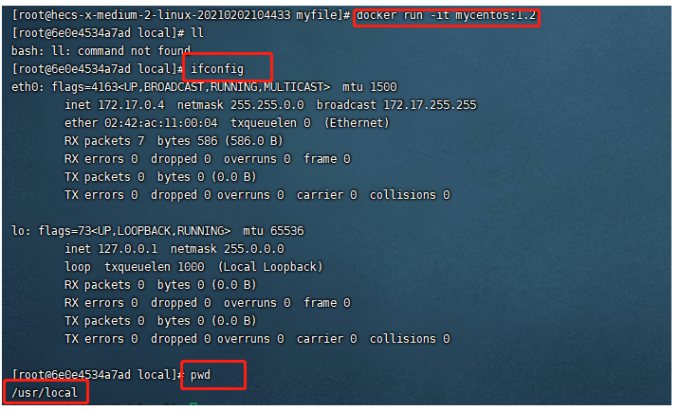 [root@hecs-x-medium-2-linux-20210202104433 myfile]# docker run -it mycentos:1.2
[root@6e0e4534a7ad local]# ll
bash: ll: command not found
[root@6e0e4534a7ad local]# ifconfig
eth0: flags=4163<UP,BROADCAST,RUNNING,MULTICAST>  mtu 1500
        inet 172.17.0.4  netmask 255.255.0.0  broadcast 172.17.255.255
        ether 02:42:ac:11:00:04  txqueuelen 0  (Ethernet)
        RX packets 7  bytes 586 (586.0 B)
        RX errors 0  dropped 0  overruns 0  frame 0
        TX packets 0  bytes 0 (0.0 B)
        TX errors 0  dropped 0 overruns 0  carrier 0  collisions 0
lo: flags=73<UP,LOOPBACK,RUNNING>  mtu 65536
        inet 127.0.0.1  netmask 255.0.0.0
        loop  txqueuelen 1000  (Local Loopback)
        RX packets 0  bytes 0 (0.0 B)
        RX errors 0  dropped 0  overruns 0  frame 0
        TX packets 0  bytes 0 (0.0 B)
        TX errors 0  dropped 0 overruns 0  carrier 0  collisions 0
[root@6e0e4534a7ad local]# pwd
/usr/local